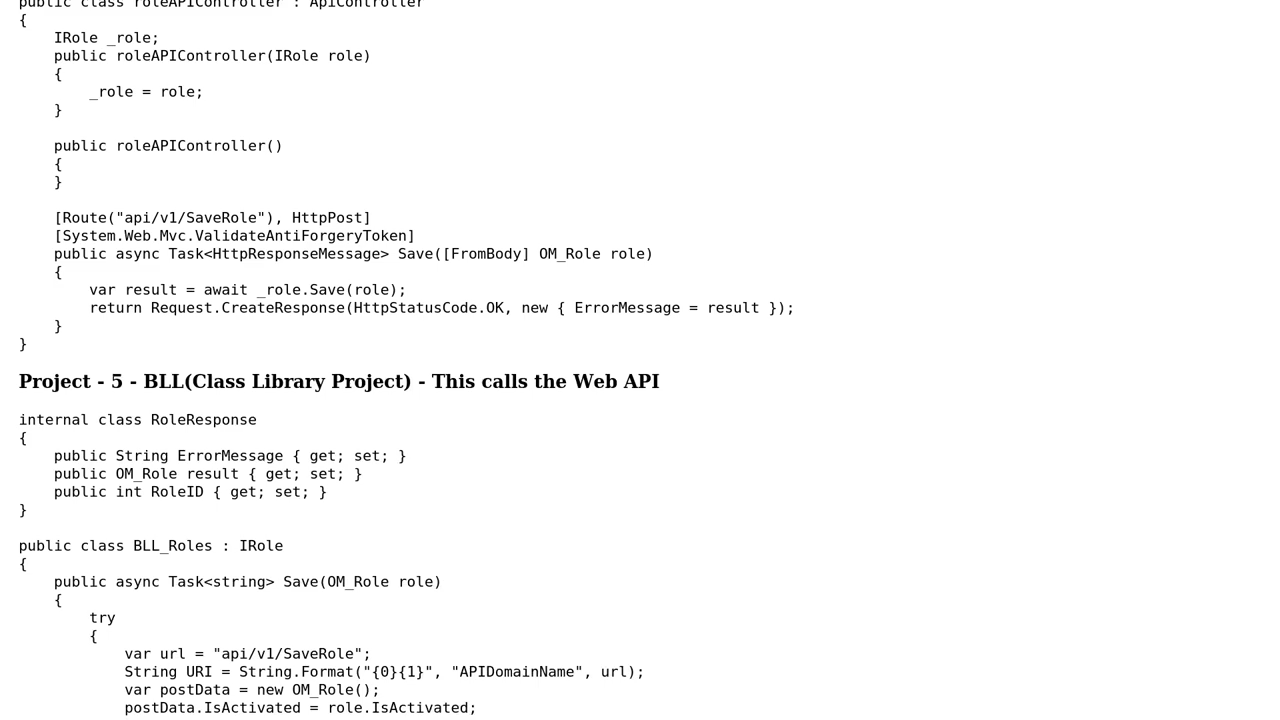 public class roleAPIController : ApiController
{
    IRole _role;
    public roleAPIController(IRole role)
    {
        _role = role;
    }

    public roleAPIController()
    {
    }

    [Route("api/v1/SaveRole"), HttpPost]
    [System.Web.Mvc.ValidateAntiForgeryToken]
    public async Task<HttpResponseMessage> Save([FromBody] OM_Role role)
    {
        var result = await _role.Save(role);
        return Request.CreateResponse(HttpStatusCode.OK, new { ErrorMessage = result });
    }
}
Project - 5 - BLL(Class Library Project) - This calls the Web API
internal class RoleResponse
{
    public String ErrorMessage { get; set; }
    public OM_Role result { get; set; }
    public int RoleID { get; set; }
}

public class BLL_Roles : IRole
{
    public async Task<string> Save(OM_Role role)
    {
        try
        {
            var url = "api/v1/SaveRole";
            String URI = String.Format("{0}{1}", "APIDomainName", url);
            var postData = new OM_Role();
            postData.IsActivated = role.IsActivated;